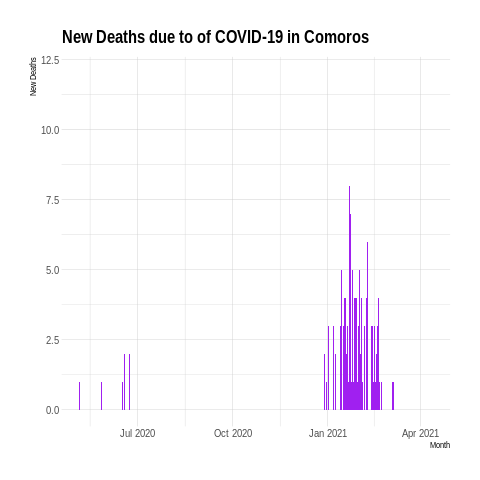 New Deaths due to of COVID-19 in Comoros
New Deaths
12.5
10.0
7.5
5.0
2.5
0.0
Jul 2020
Oct 2020
Jan 2021
Apr 2021
Month